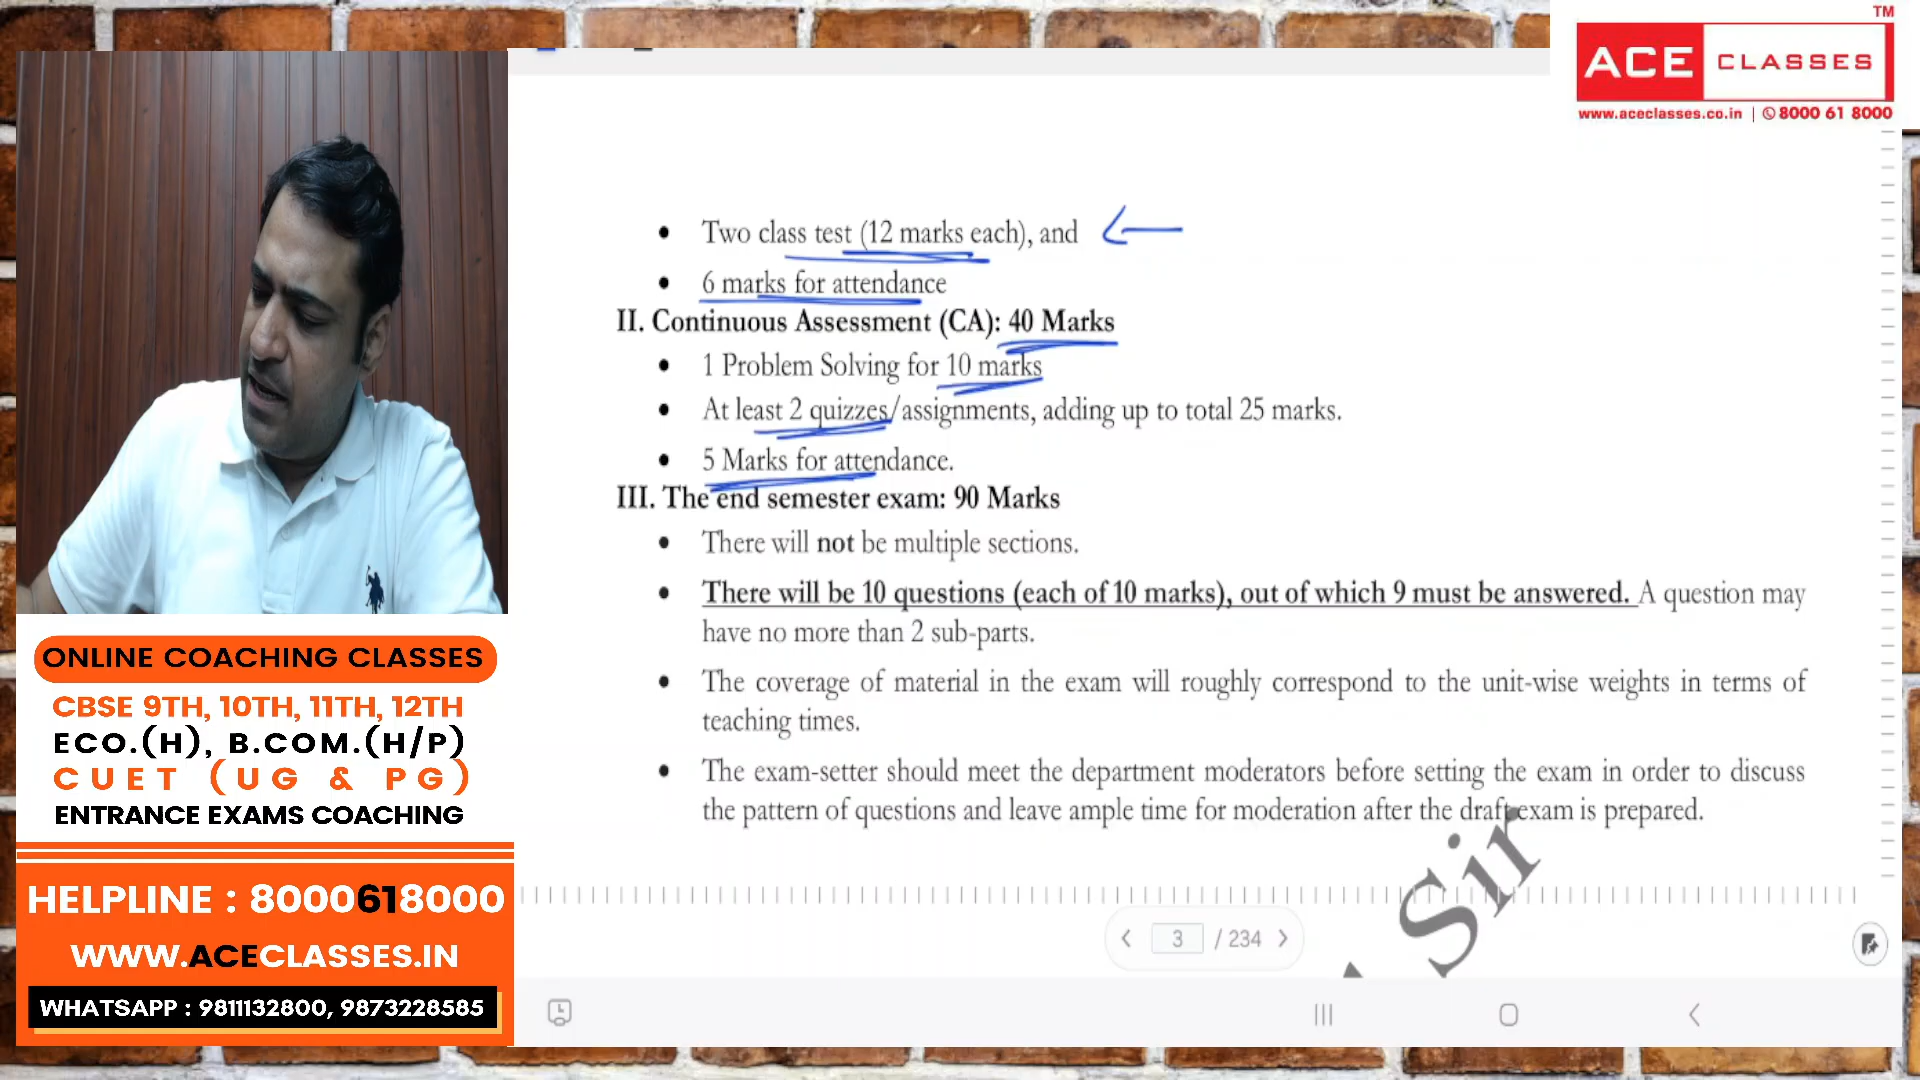 TM
ACE CLASSES
www.aceclasses.co.in | 8000 61 8000
• Two class test (12 marks each), and
• 6 marks for attendance
II. Continuous Assessment (CA): 40 Marks
• 1 Problem Solving for 10 marks
• At least 2 quizzes/assignments, adding up to total 25 marks.
• 5 Marks for attendance.
III. The end semester exam: 90 Marks
• There will not be multiple sections.
• There will be 10 questions (each of 10 marks), out of which 9 must be answered. A question may
have no more than 2 sub-parts.
• The coverage of material in the exam will roughly correspond to the unit-wise weights in terms of
teaching times.
• The exam-setter should meet the department moderators before setting the exam in order to discuss
the pattern of questions and leave ample time for moderation after the draft exam is prepared.
Sir
3 / 234
ONLINE COACHING CLASSES
CBSE 9TH, 10TH, 11TH, 12TH
ECO.(H), B.COM.(H/P)
CUET (UG & PG)
ENTRANCE EXAMS COACHING
HELPLINE : 8000618000
WWW.ACECLASSES.IN
WHATSAPP : 9811132800, 9873228585